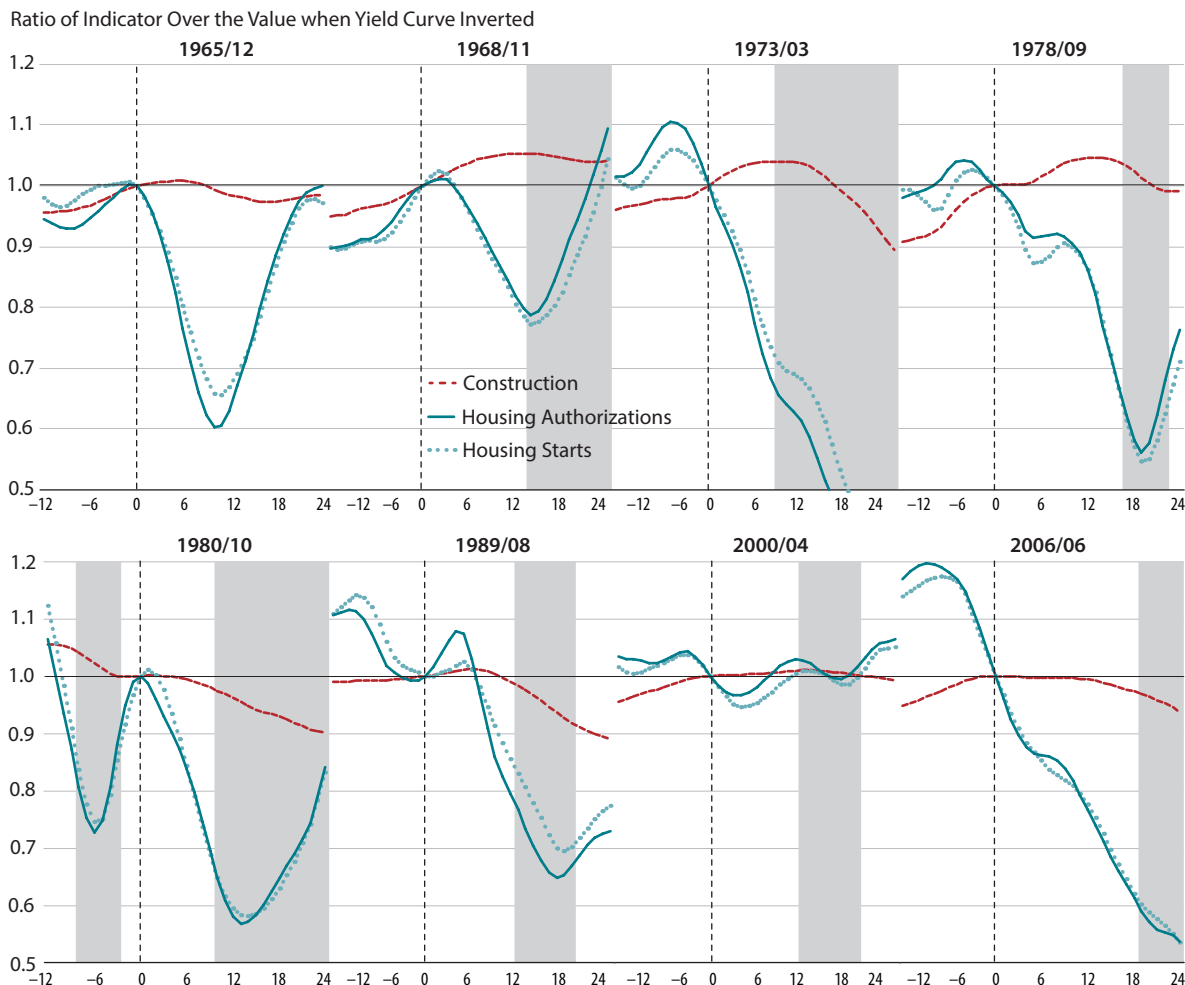 Ratio of Indicator Over the Value when Yield Curve Inverted
1965/12 1968/11 1973/03 1978/09
1.2
1.1
1.0
0.9
0.8
0.7
0.6
0.5
Construction
Housing Authorizations
Housing Starts
−12 −6 0 6 12 18 24 0 6 12 18 24 −6 0 6 12 18 24 −12 −6 0 6 12 18 24
1980/10 1989/08 2000/04 2006/06
1.2
1.1
1.0
0.9
0.8
0.7
0.6
0.5
−12 −6 0 6 12 18 24 −12 −6 0 6 12 18 24 −12 −6 0 6 12 18 24 −12 −6 0 6 12 18 24